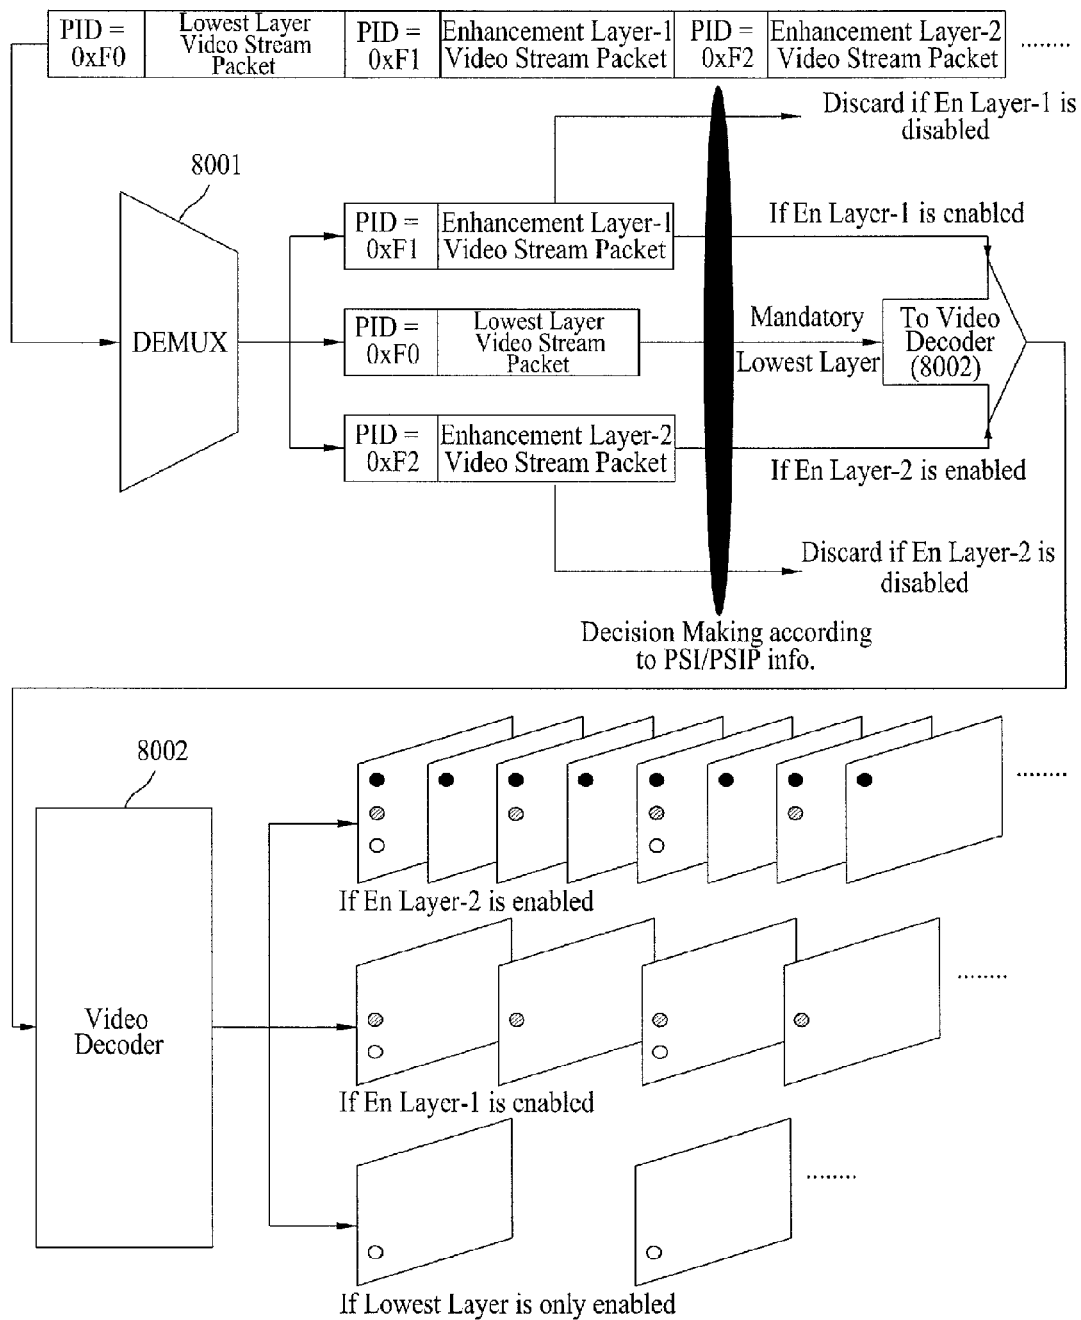 PID = 0xF0
Lowest Layer Video Stream Packet
PID = 0xF1
Enhancement Layer-1 Video Stream Packet
PID = 0xF2
Enhancement Layer-2 Video Stream Packet
........
Discard if En Layer-1 is
disabled
8001
PID =
0xF1
Enhancement Layer-1
Video Stream Packet
If En Layer-1 is enabled
DEMUX
PID =
0xF0
Lowest Layer
Video Stream
Packet
Mandatory
Lowest Layer
To Video
Decoder
(8002)
PID =
0xF2
Enhancement Layer-2
Video Stream Packet
If En Layer-2 is enabled
Discard if En Layer-2 is
disabled
Decision Making according
to PSI/PSIP info.
8002
Video
Decoder
........
If En Layer-2 is enabled
........
If En Layer-1 is enabled
........
If Lowest Layer is only enabled